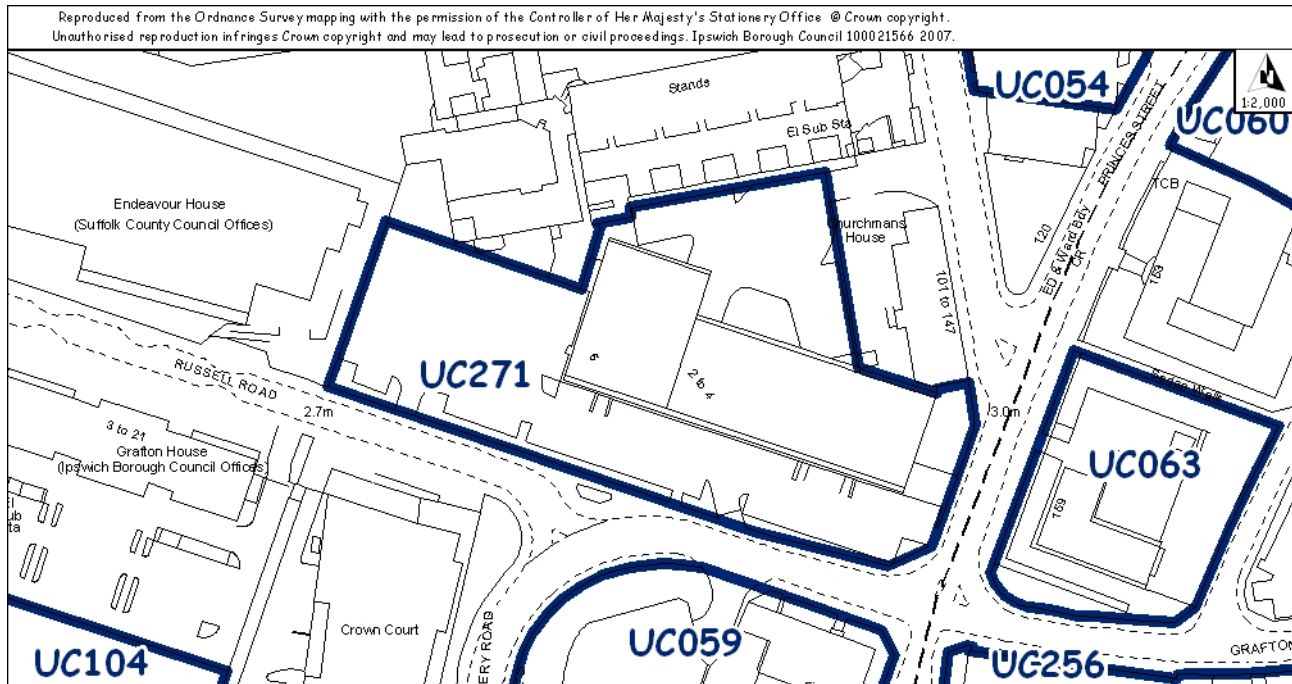 Reproduced from the Ordnance Survey mapping with the permission of the Controller of Her Majesty's Stationery Office © Crown copyright.
Unauthorised reproduction infringes Crown copyright and may lead to prosecution or civil proceedings. Ipswich Borough Council 100021566 2007.
N
1:2,000
UC054
UC060
Stands
El Sub Sta
PRINCES STREET
TCB
Endeavour House
(Suffolk County Council Offices)
House
120
ED & Ward Bdy
CR
153
101 to 147
RUSSELL ROAD
2.7m
UC271
6
2 to 4
3.0m
UC063
159
3 to 21
Grafton House
(Ipswich Borough Council Offices)
Crown Court
UC104
ERY ROAD
UC059
UC256
GRAFTON